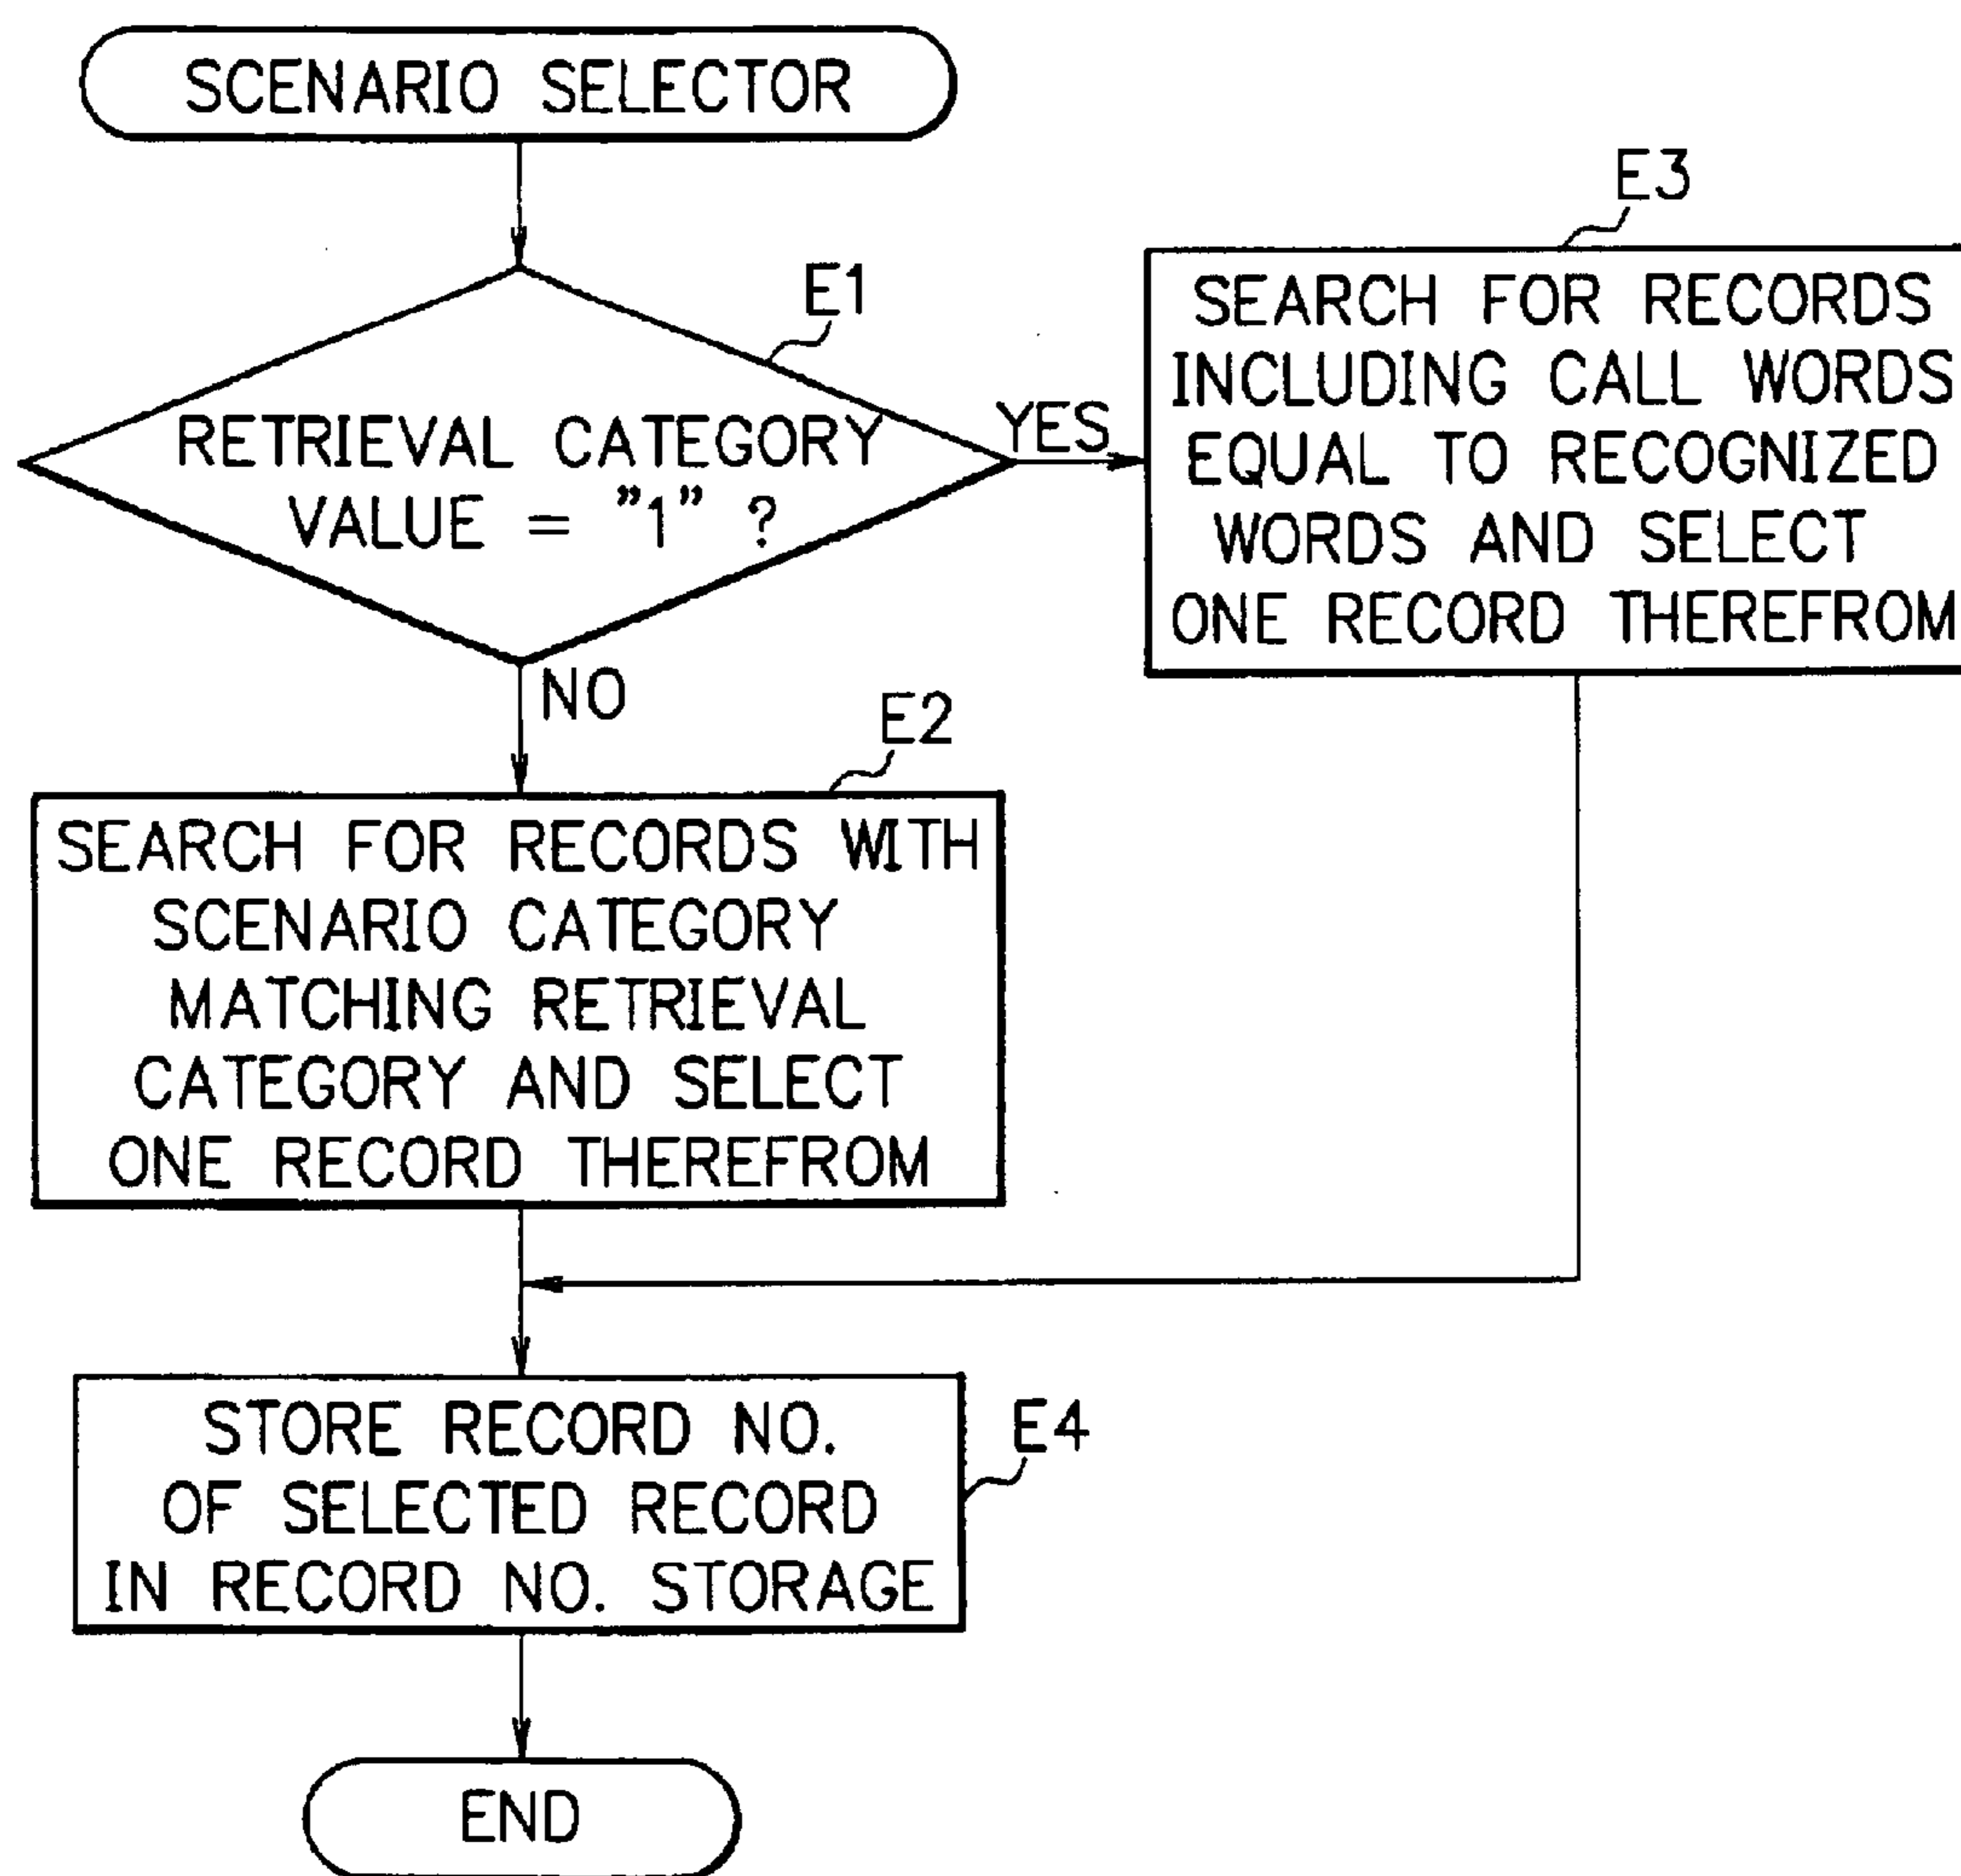 SCENARIO SELECTOR
E1
RETRIEVAL CATEGORY
VALUE = "1" ?
YES
E3
SEARCH FOR RECORDS
INCLUDING CALL WORDS
EQUAL TO RECOGNIZED
WORDS AND SELECT
ONE RECORD THEREFROM
NO
E2
SEARCH FOR RECORDS WITH
SCENARIO CATEGORY
MATCHING RETRIEVAL
CATEGORY AND SELECT
ONE RECORD THEREFROM
STORE RECORD NO.
OF SELECTED RECORD
IN RECORD NO. STORAGE
E4
END